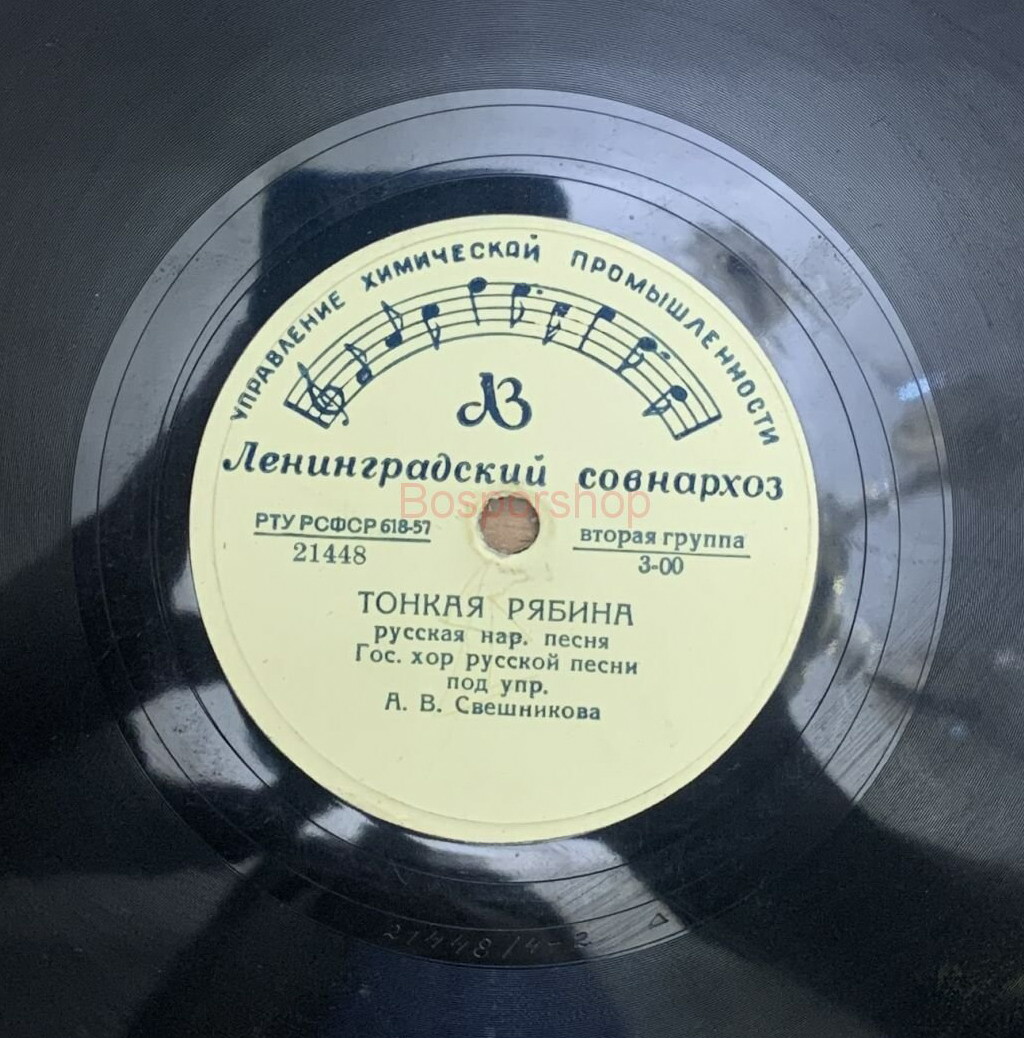 УПРАВЛЕНИЕ ХИМИЧЕСКОЙ ПРОМЫШЛЕННОСТИ
ЛЗ
Ленинградский совнархоз
Bosporshop
РТУ РСФСР 618-57
21448
вторая группа
3-00
ТОНКАЯ РЯБИНА
русская нар. песня
Гос. хор русской песни
под упр.
А. В. Свешникова
21448/4-2